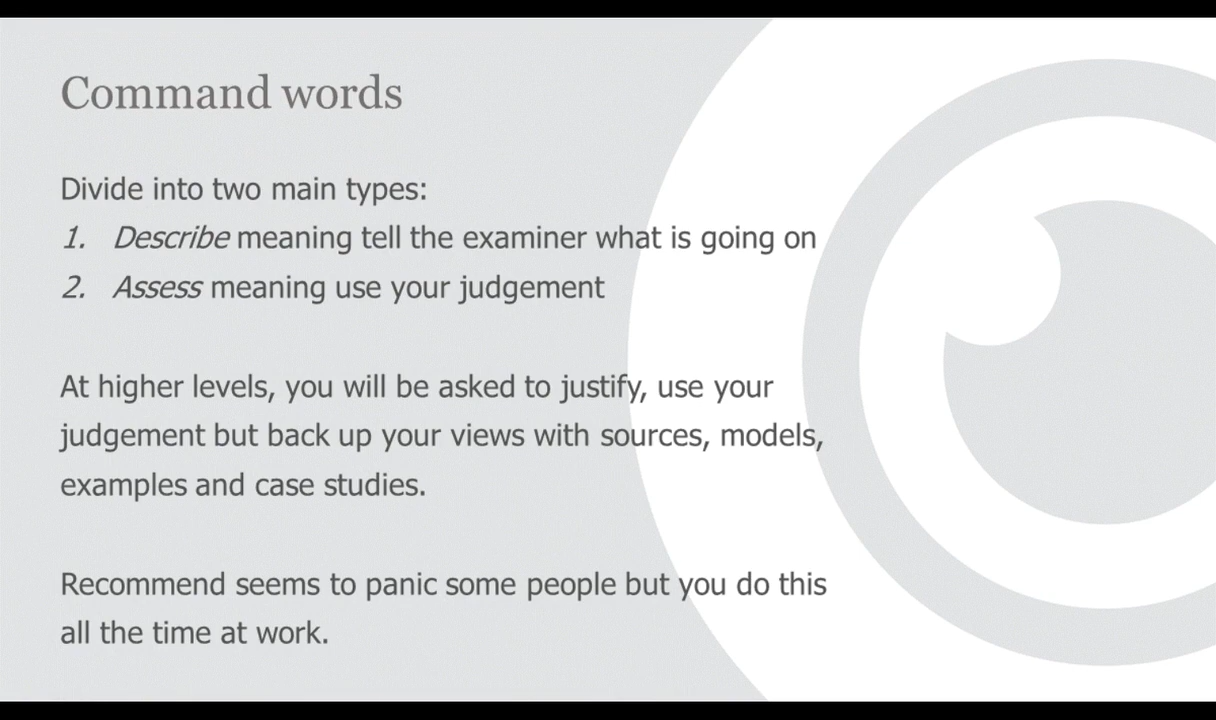 Command words
Divide into two main types:
1. Describe meaning tell the examiner what is going on
2. Assess meaning use your judgement
At higher levels, you will be asked to justify, use your
judgement but back up your views with sources, models,
examples and case studies.
Recommend seems to panic some people but you do this
all the time at work.